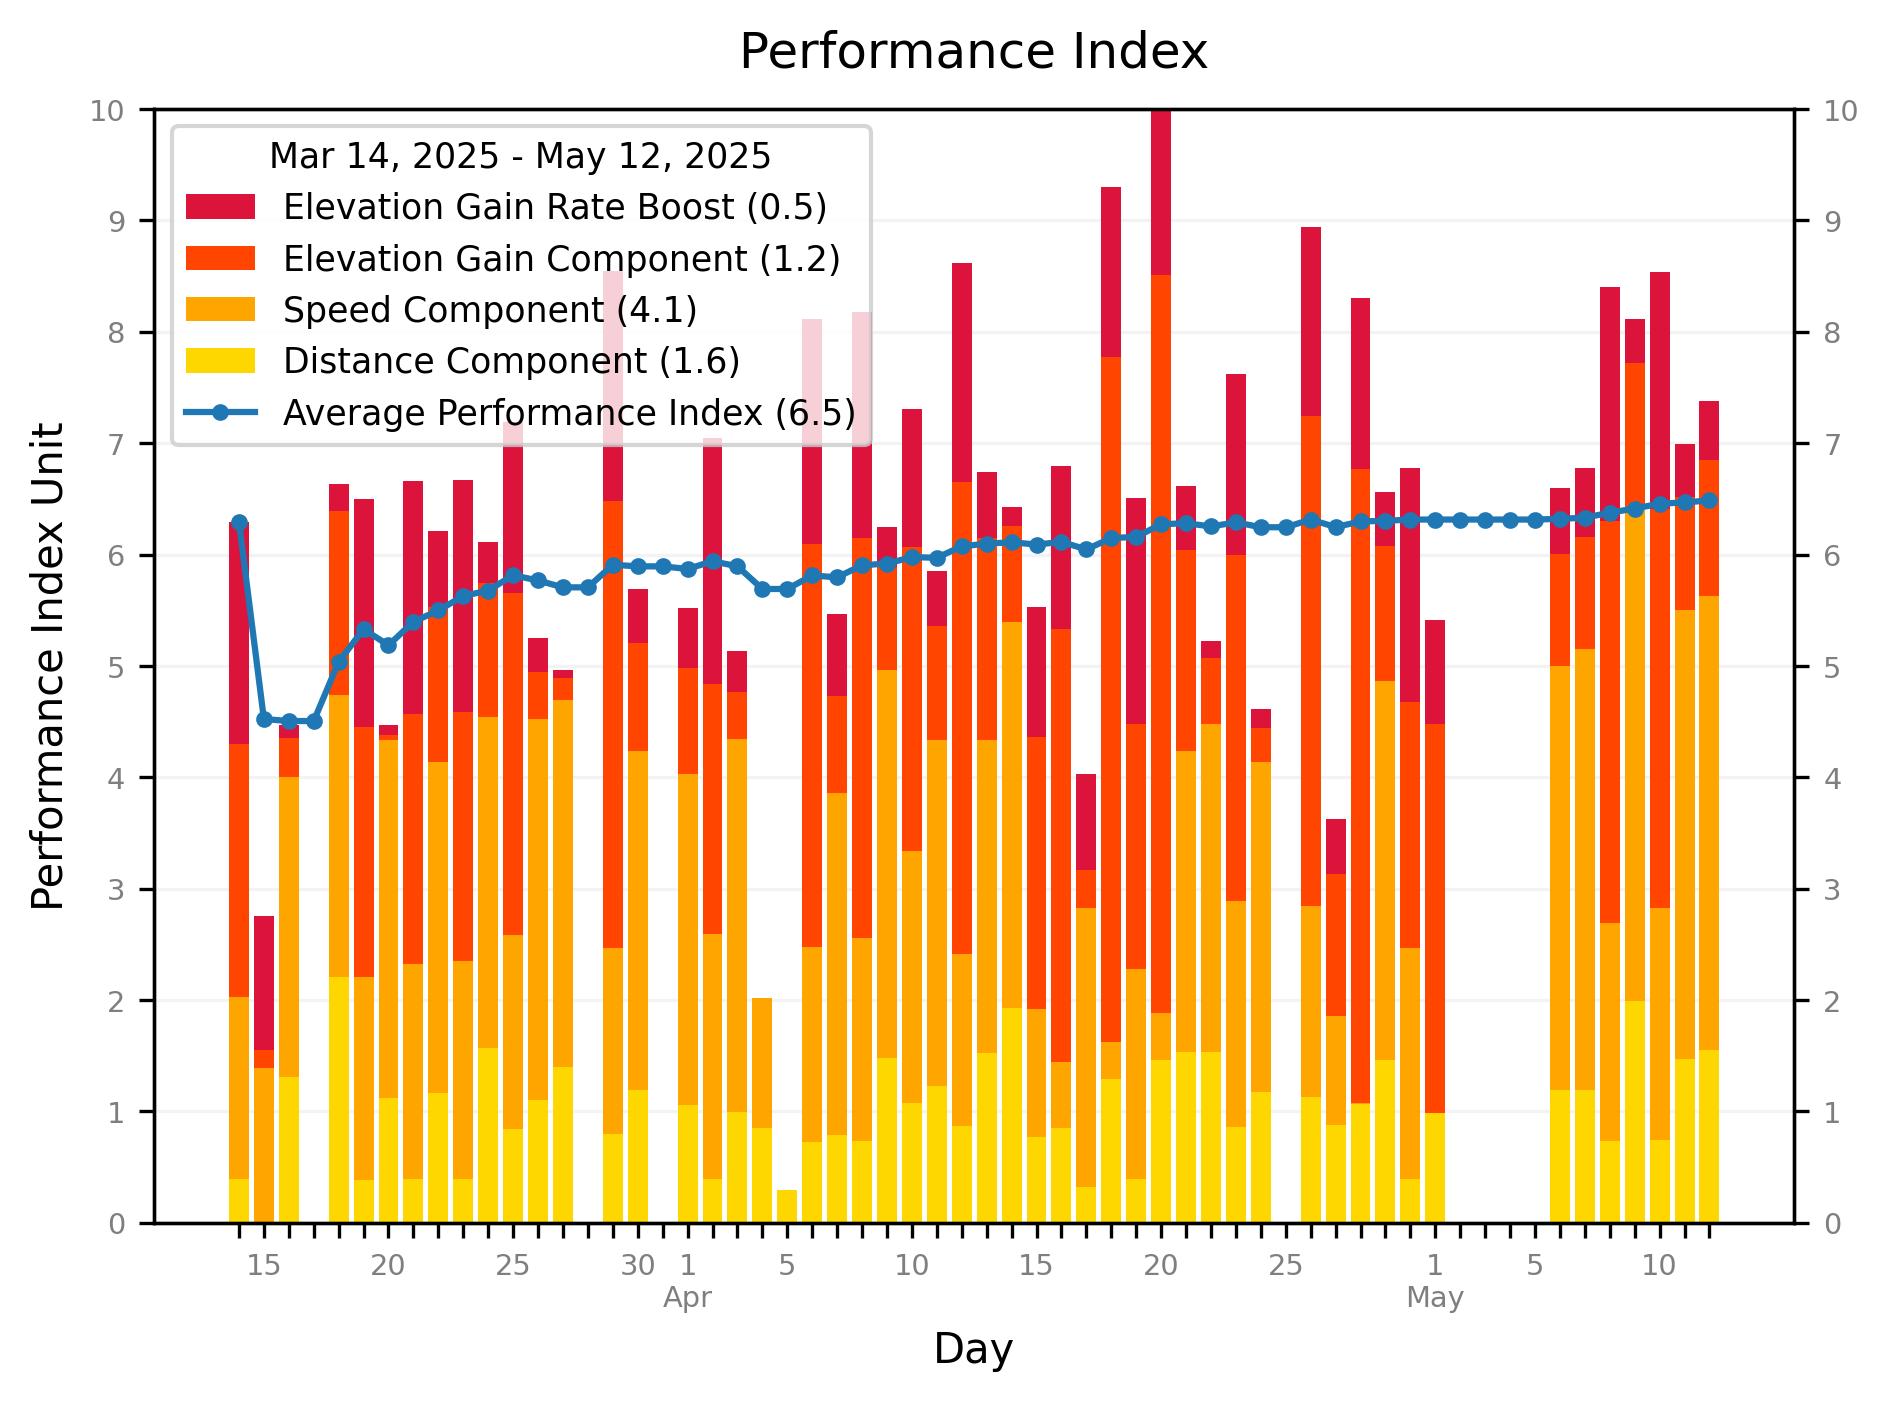 Performance Index
Mar 14, 2025 - May 12, 2025
Elevation Gain Rate Boost (0.5)
Elevation Gain Component (1.2)
Speed Component (4.1)
Distance Component (1.6)
Average Performance Index (6.5)
Performance Index Unit
10
9
8
7
6
5
4
3
2
1
0
10
9
8
7
6
5
4
3
2
1
0
15 20 25 30 1 5 10 15 20 25 1 5 10
Apr May
Day